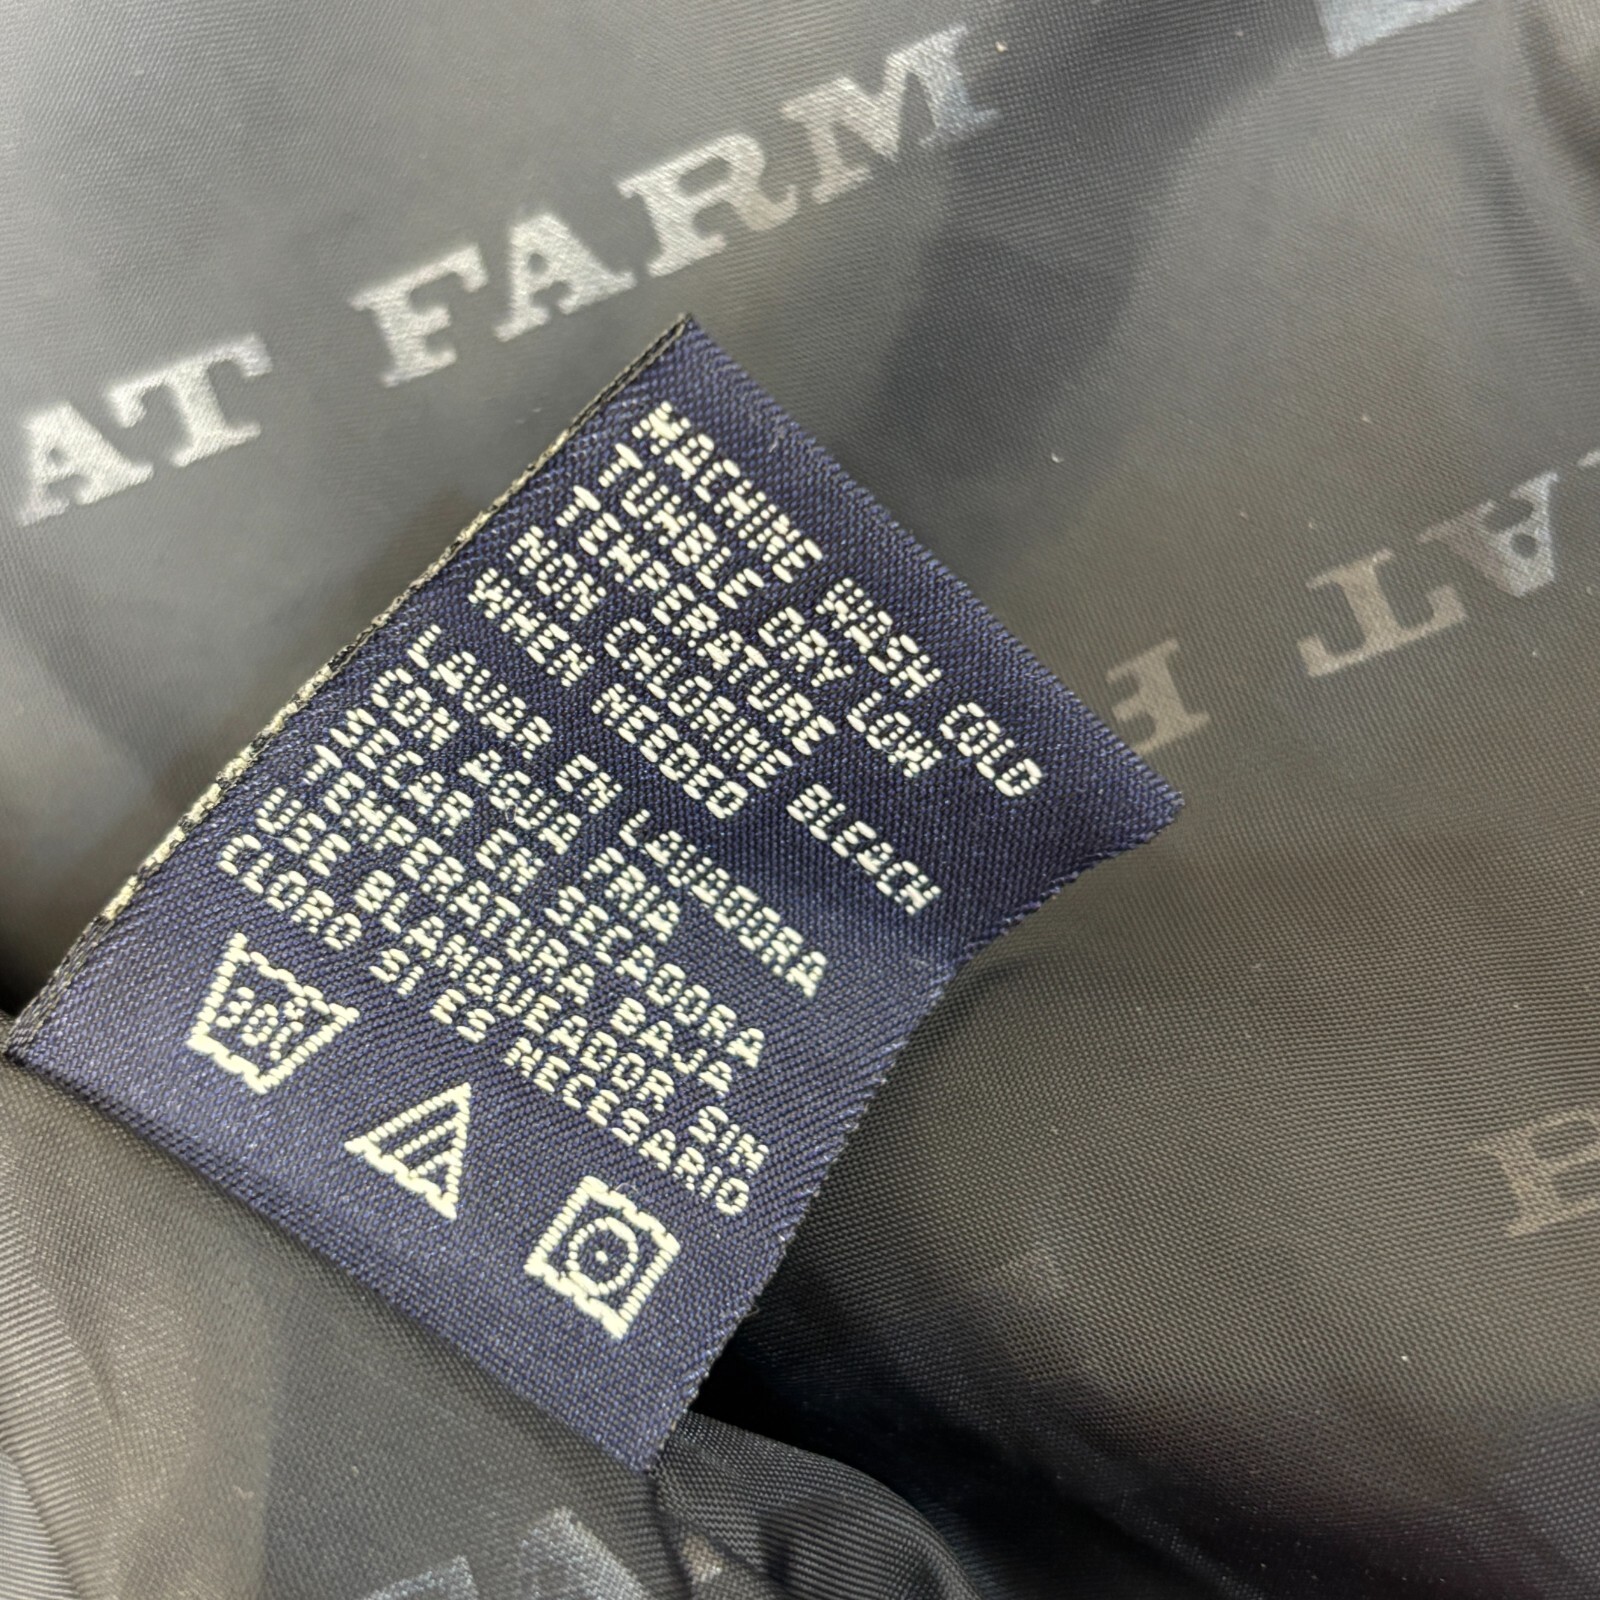 AT FARM
MACHINE WASH COLD
TUMBLE DRY LOW
TEMPERATURE
NON CHLORINE BLEACH
WHEN NEEDED
LAVAR EN LAVADORA
CON AGUA FRIA
SECAR EN SECADORA
TEMPERATURA BAJA
USE BLANQUEADOR SIN
CLORO SI ES NECESARIO
AT F